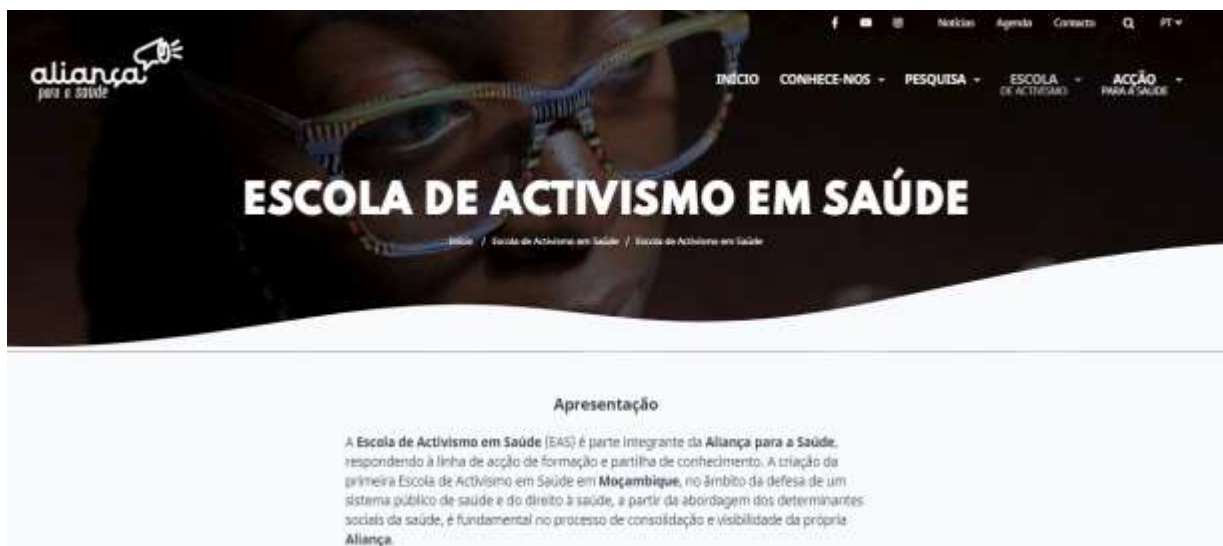 Notícias Agenda Contacto PT
aliança
para a saúde
INÍCIO CONHECE-NOS PESQUISA ESCOLA DE ACTIVISMO ACÇÃO PARA A SAÚDE
ESCOLA DE ACTIVISMO EM SAÚDE
Início / Escola de Activismo em Saúde / Escola de Activismo em Saúde
Apresentação
A Escola de Activismo em Saúde (EAS) é parte integrante da Aliança para a Saúde,
respondendo à linha de acção de formação e partilha de conhecimento. A criação da
primeira Escola de Activismo em Saúde em Moçambique, no âmbito da defesa de um
sistema público de saúde e do direito à saúde, a partir da abordagem dos determinantes
sociais da saúde, é fundamental no processo de consolidação e visibilidade da própria
Aliança.